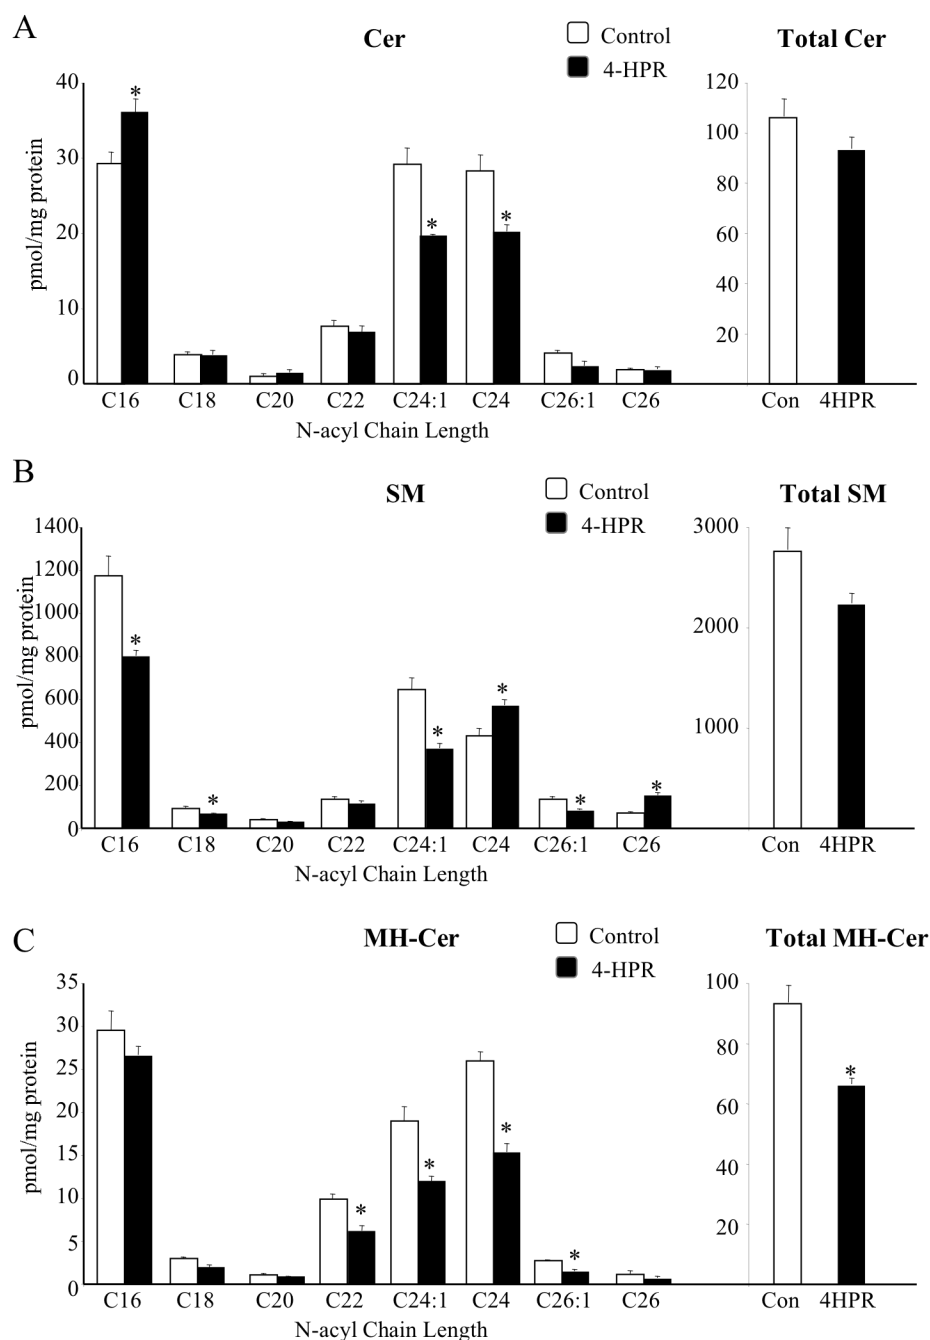 A
Cer
Control
4-HPR
Total Cer
pmol/mg protein
40
30
20
10
0
*
*
*
C16 C18 C20 C22 C24:1 C24 C26:1 C26
N-acyl Chain Length
120
100
80
60
40
20
Con 4HPR
B
SM
Control
4-HPR
Total SM
pmol/mg protein
1400
1200
1000
800
600
400
200
0
*
*
*
*
*
*
C16 C18 C20 C22 C24:1 C24 C26:1 C26
N-acyl Chain Length
3000
2000
1000
Con 4HPR
C
MH-Cer
Control
4-HPR
Total MH-Cer
pmol/mg protein
35
30
25
20
15
10
5
0
*
*
*
*
C16 C18 C20 C22 C24:1 C24 C26:1 C26
N-acyl Chain Length
100
80
60
40
20
*
Con 4HPR